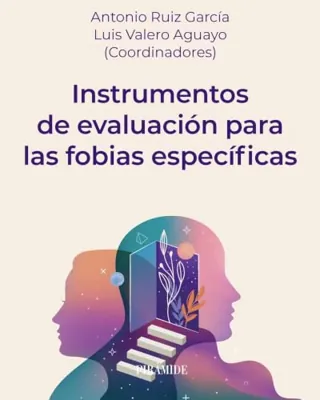 Antonio Ruiz García
Luis Valero Aguayo
(Coordinadores)
Instrumentos
de evaluación para
las fobias específicas
PIRÁMIDE